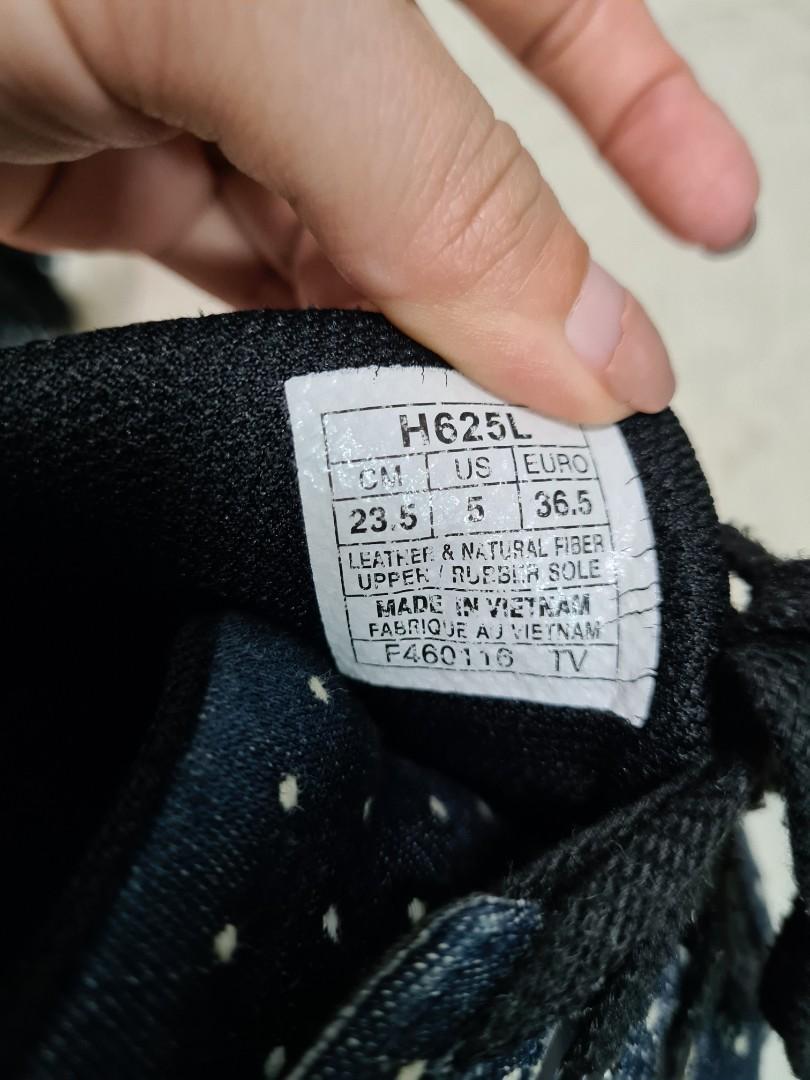 H625L
CM US EURO
23.5 5 36.5
LEATHER & NATURAL FIBER
UPPER / RUBBER SOLE
MADE IN VIETNAM
FABRIQUE AU VIETNAM
F460116 TV